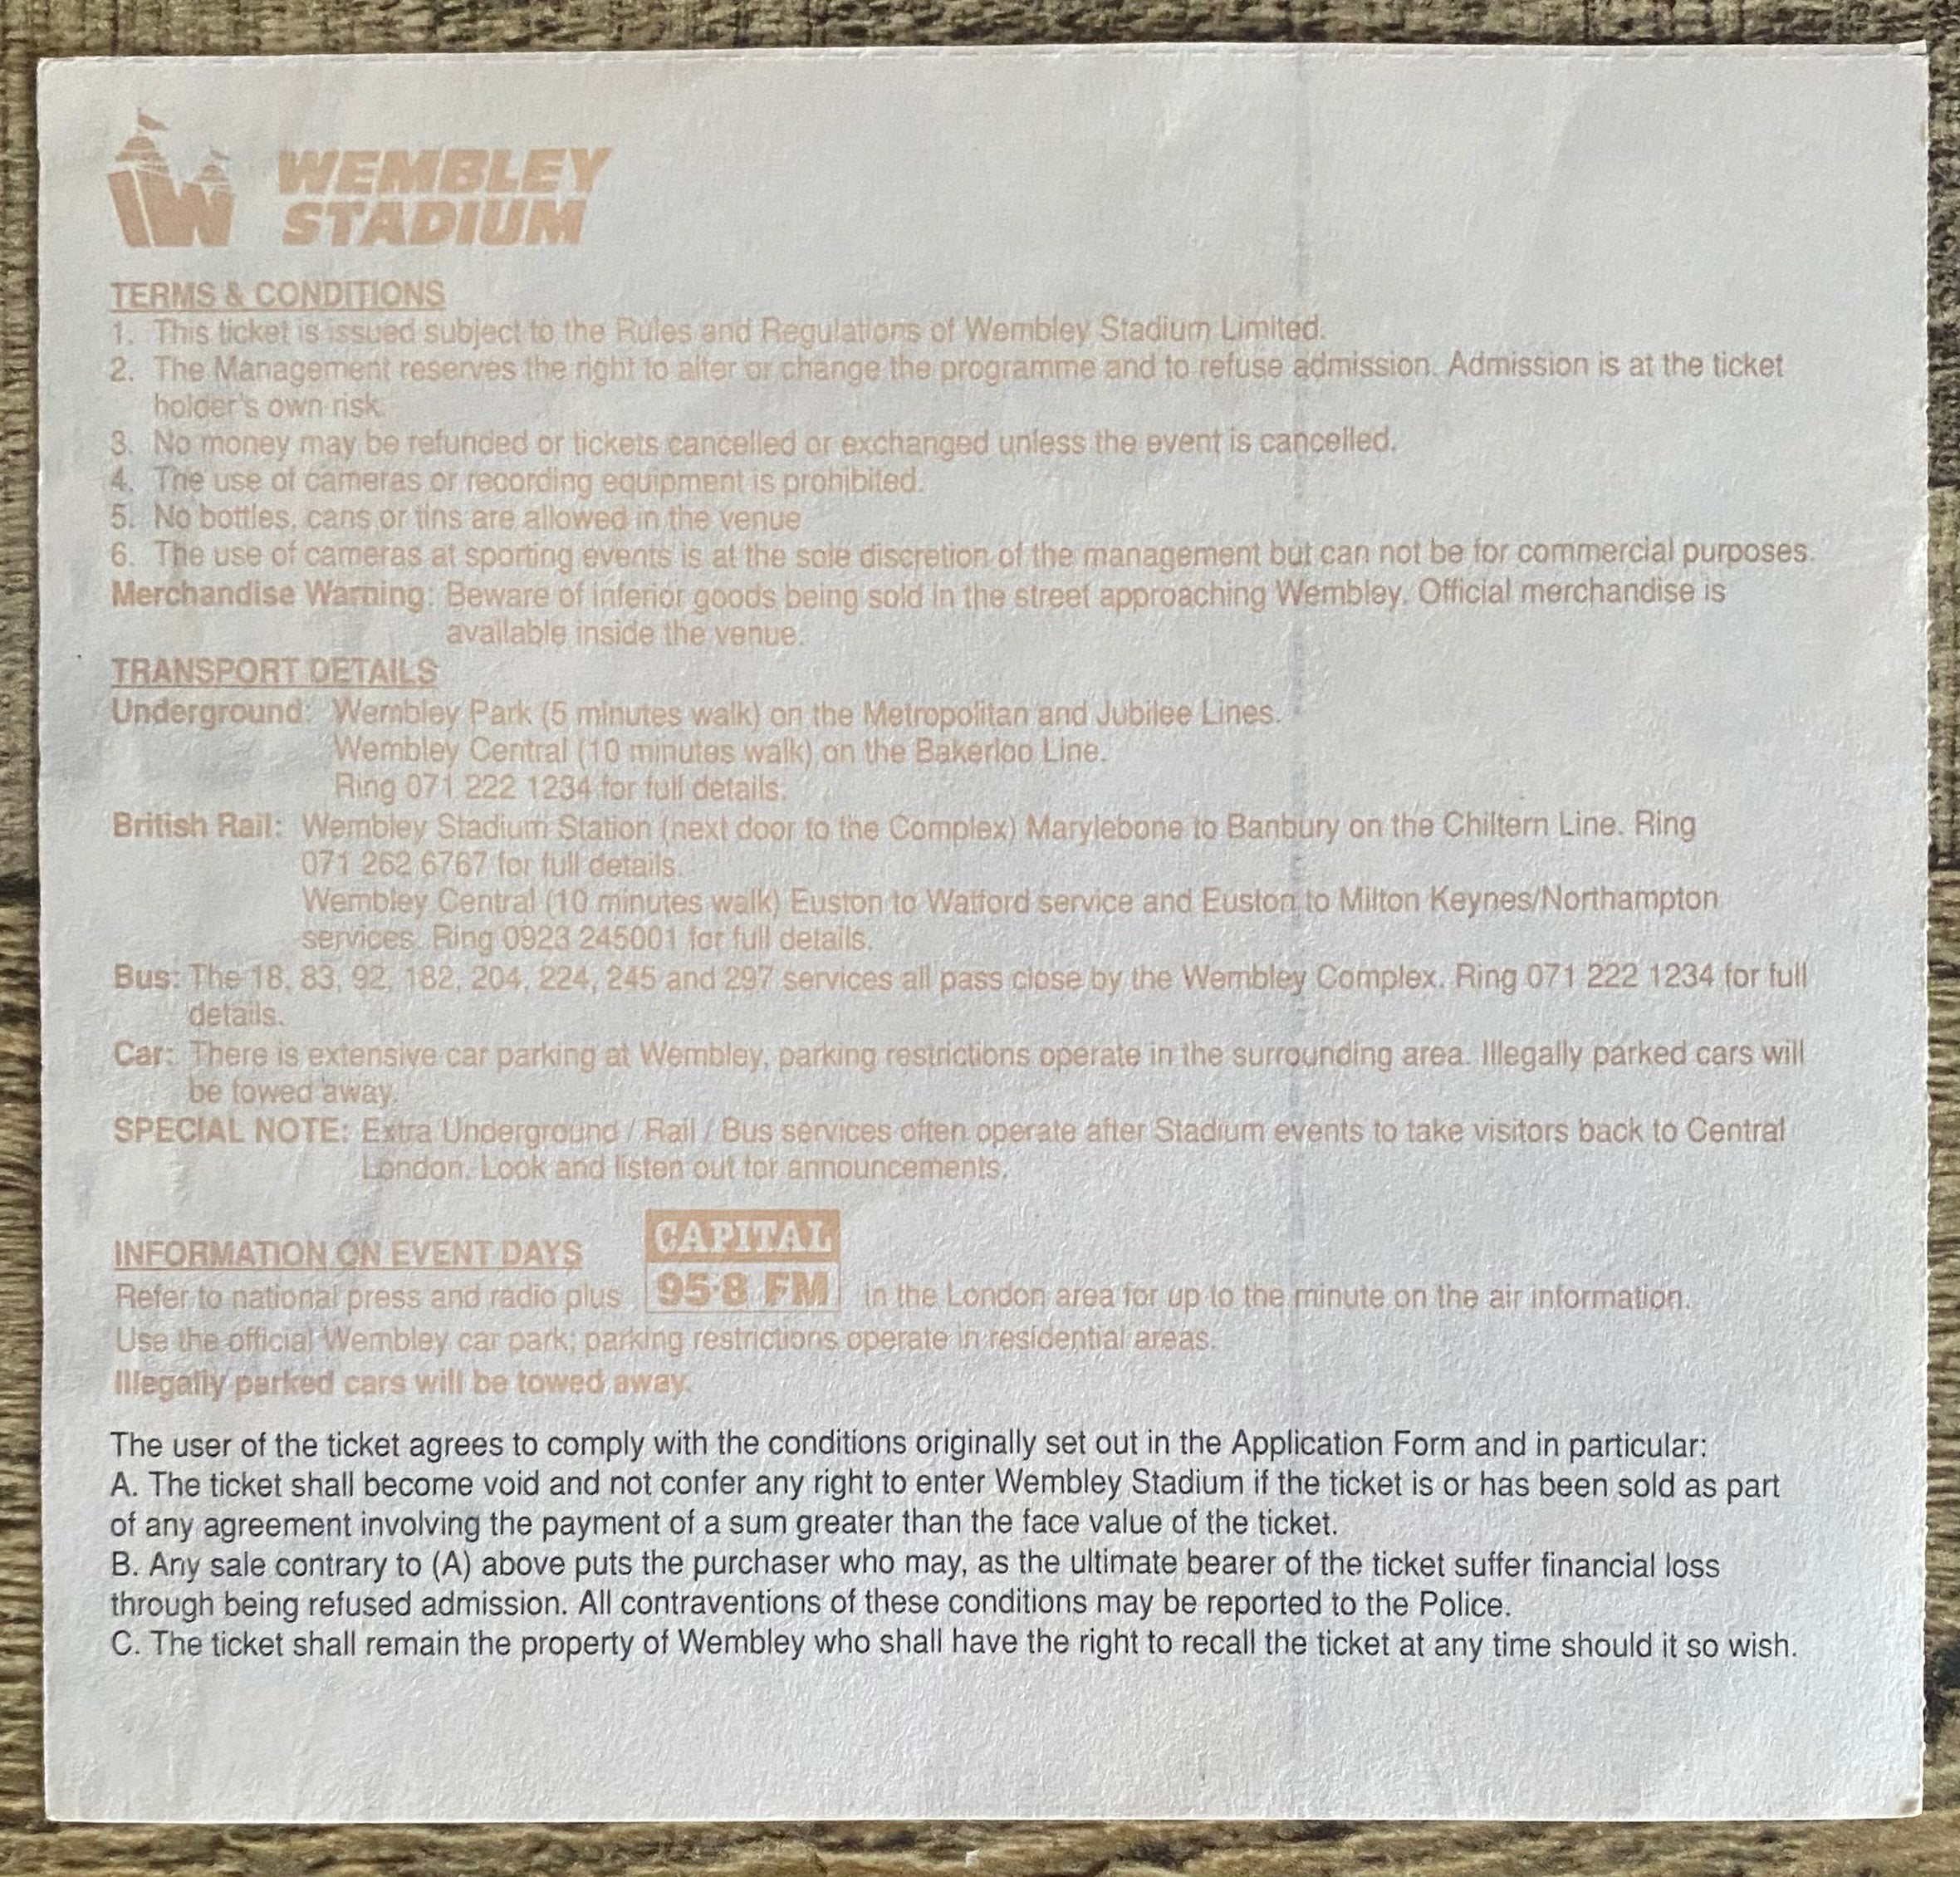 WEMBLEY
STADIUM
TERMS & CONDITIONS
1. This ticket is issued subject to the Rules and Regulations of Wembley Stadium Limited.
2. The Management reserves the right to alter or change the programme and to refuse admission. Admission is at the ticket
holder's own risk.
3. No money may be refunded or tickets cancelled or exchanged unless the event is cancelled.
4. The use of cameras or recording equipment is prohibited.
5. No bottles, cans or tins are allowed in the venue
6. The use of cameras at sporting events is at the sole discretion of the management but can not be for commercial purposes.
Merchandise Warning: Beware of inferior goods being sold in the street approaching Wembley. Official merchandise is
available inside the venue.
TRANSPORT DETAILS
Underground: Wembley Park (5 minutes walk) on the Metropolitan and Jubilee Lines.
Wembley Central (10 minutes walk) on the Bakerloo Line.
Ring 071 222 1234 for full details.
British Rail: Wembley Stadium Station (next door to the Complex) Marylebone to Banbury on the Chiltern Line. Ring
071 262 6767 for full details.
Wembley Central (10 minutes walk) Euston to Watford service and Euston to Milton Keynes/Northampton
services. Ring 0923 245001 for full details.
Bus: The 18, 83, 92, 182, 204, 224, 245 and 297 services all pass close by the Wembley Complex. Ring 071 222 1234 for full
details.
Car: There is extensive car parking at Wembley, parking restrictions operate in the surrounding area. Illegally parked cars will
be towed away.
SPECIAL NOTE: Extra Underground / Rail / Bus services often operate after Stadium events to take visitors back to Central
London. Look and listen out for announcements.
CAPITAL
INFORMATION ON EVENT DAYS
Refer to national press and radio plus 95·8 FM in the London area for up to the minute on the air information.
Use the official Wembley car park; parking restrictions operate in residential areas.
Illegally parked cars will be towed away.
The user of the ticket agrees to comply with the conditions originally set out in the Application Form and in particular:
A. The ticket shall become void and not confer any right to enter Wembley Stadium if the ticket is or has been sold as part
of any agreement involving the payment of a sum greater than the face value of the ticket.
B. Any sale contrary to (A) above puts the purchaser who may, as the ultimate bearer of the ticket suffer financial loss
through being refused admission. All contraventions of these conditions may be reported to the Police.
C. The ticket shall remain the property of Wembley who shall have the right to recall the ticket at any time should it so wish.